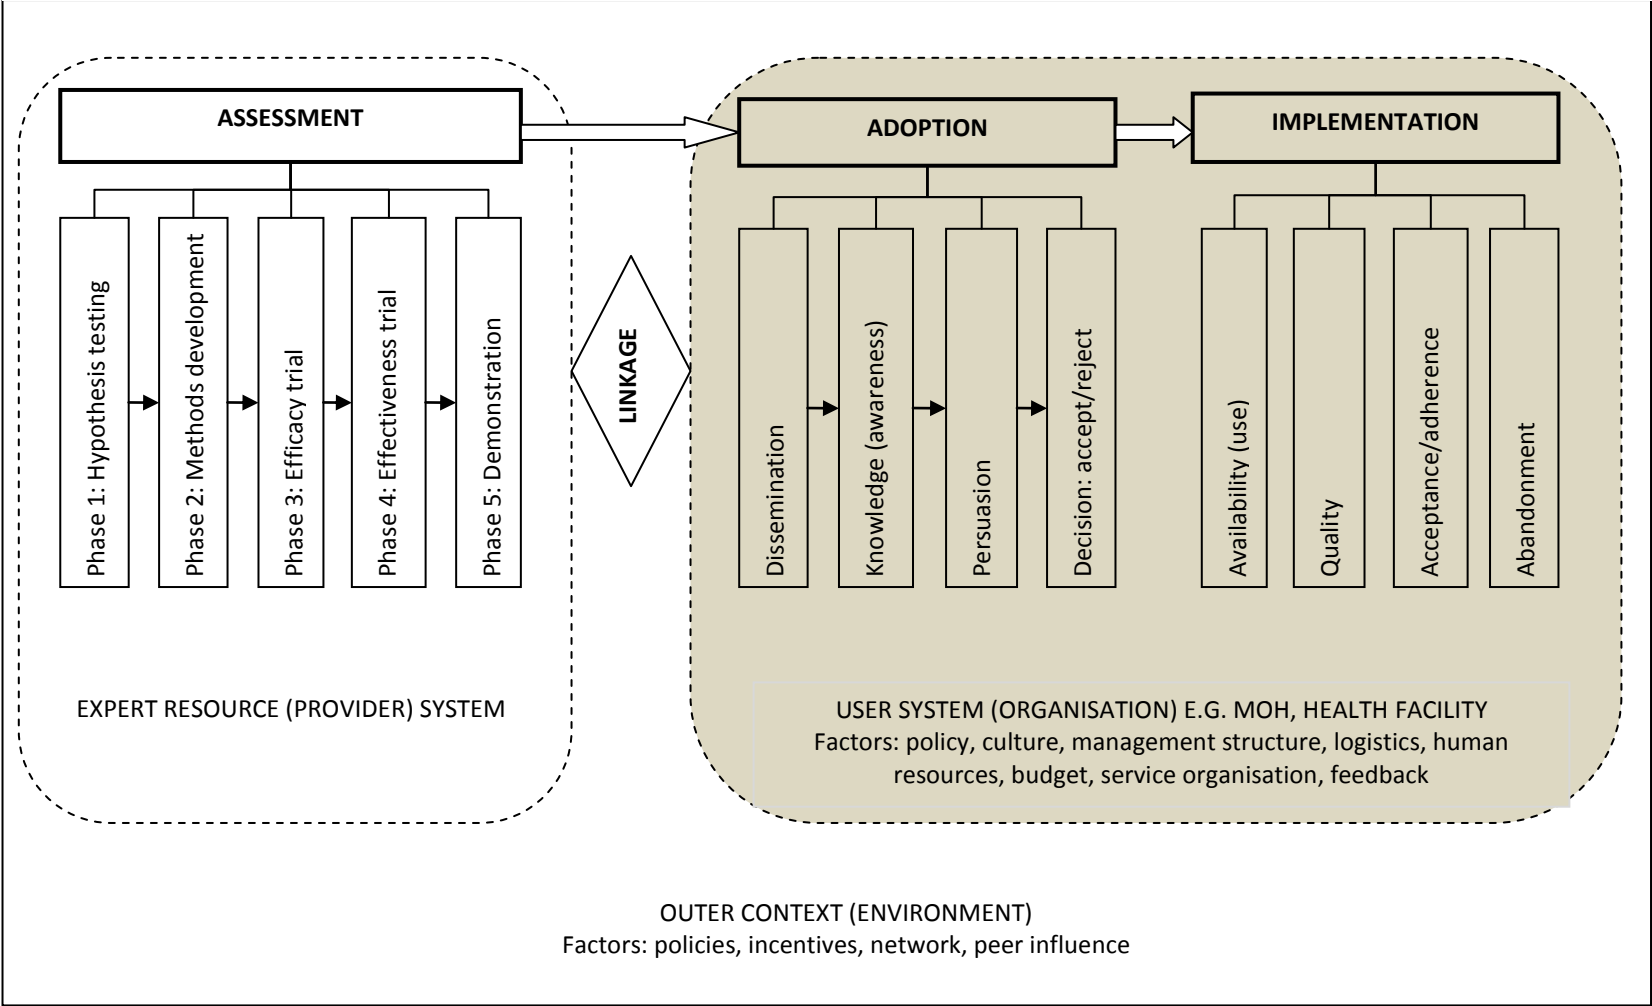 ASSESSMENT
ADOPTION
IMPLEMENTATION
Phase 1: Hypothesis testing
Phase 2: Methods development
Phase 3: Efficacy trial
Phase 4: Effectiveness trial
Phase 5: Demonstration
LINKAGE
Dissemination
Knowledge (awareness)
Persuasion
Decision: accept/reject
Availability (use)
Quality
Acceptance/adherence
Abandonment
EXPERT RESOURCE (PROVIDER) SYSTEM
USER SYSTEM (ORGANISATION) E.G. MOH, HEALTH FACILITY
Factors: policy, culture, management structure, logistics, human
resources, budget, service organisation, feedback
OUTER CONTEXT (ENVIRONMENT)
Factors: policies, incentives, network, peer influence